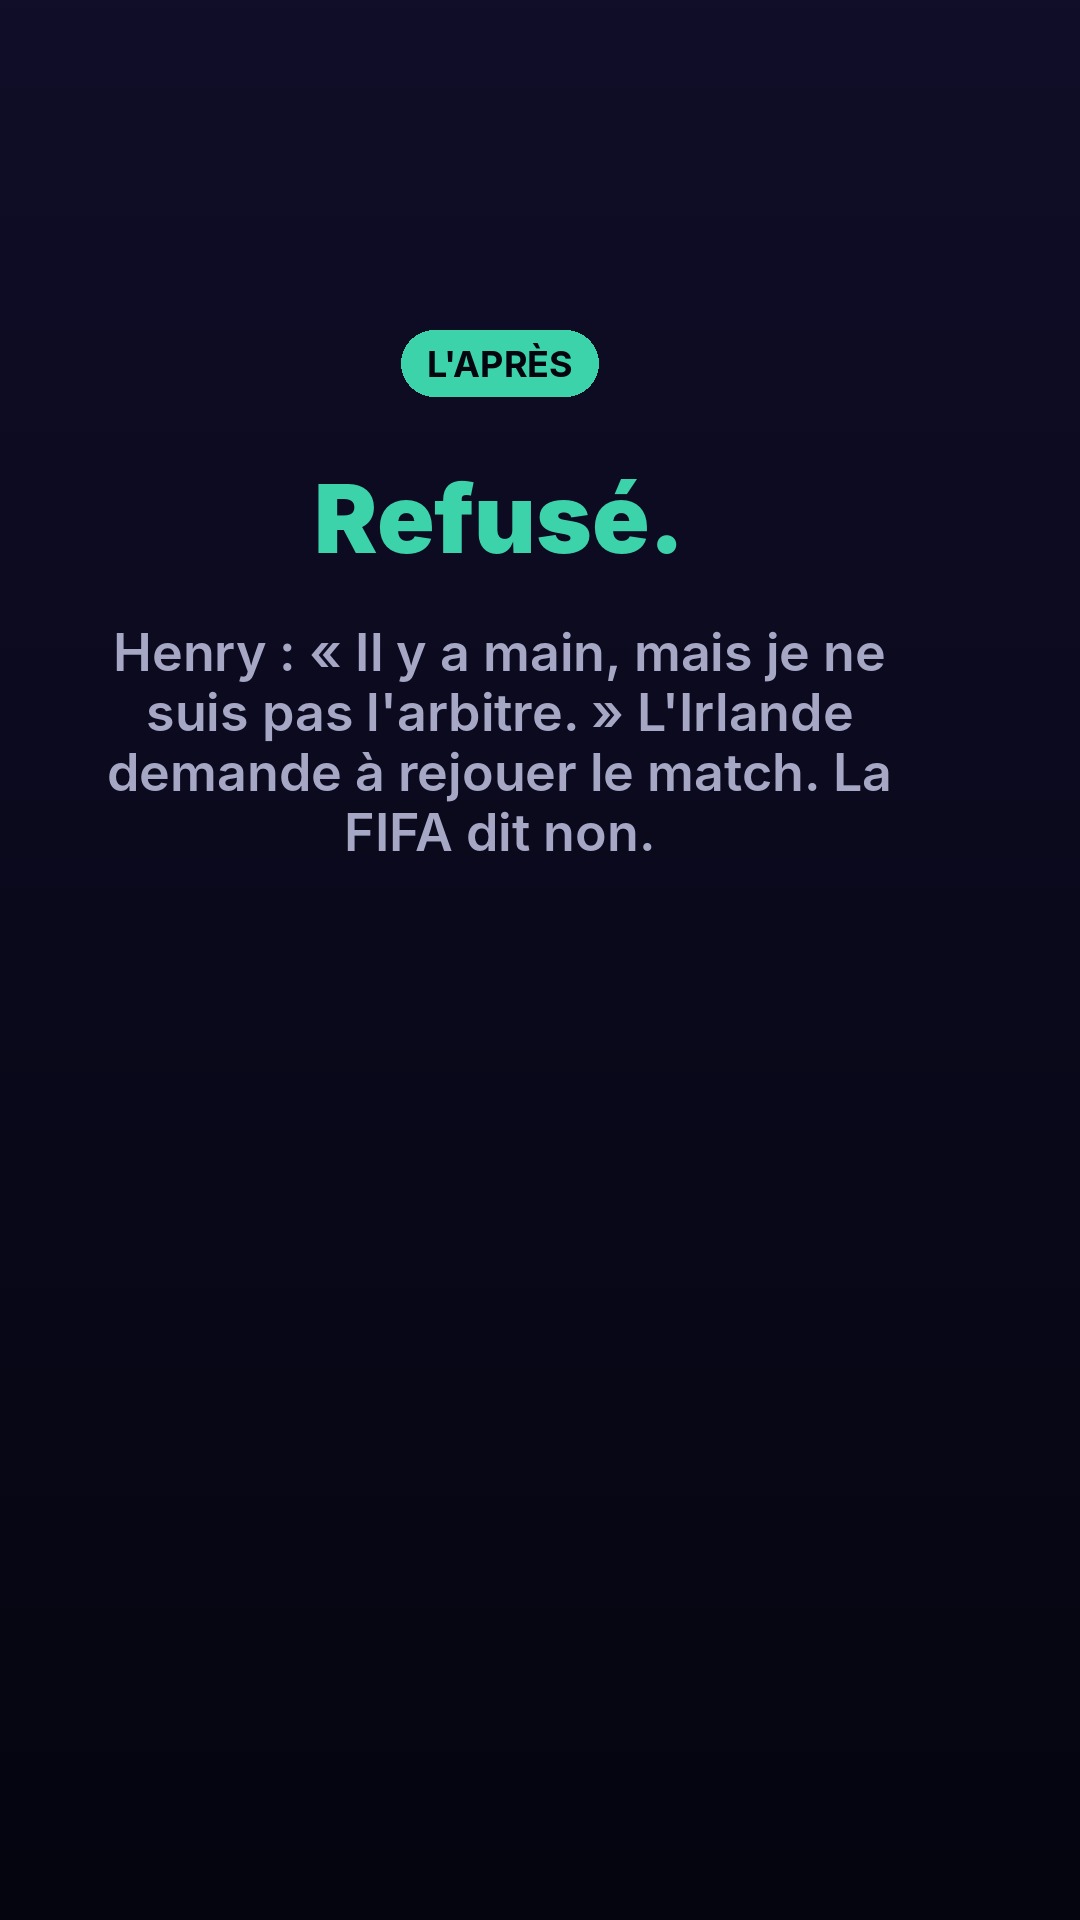 L'APRÈS
Refusé.
Henry : « Il y a main, mais je ne
suis pas l'arbitre. » L'Irlande
demande à rejouer le match. La
FIFA dit non.